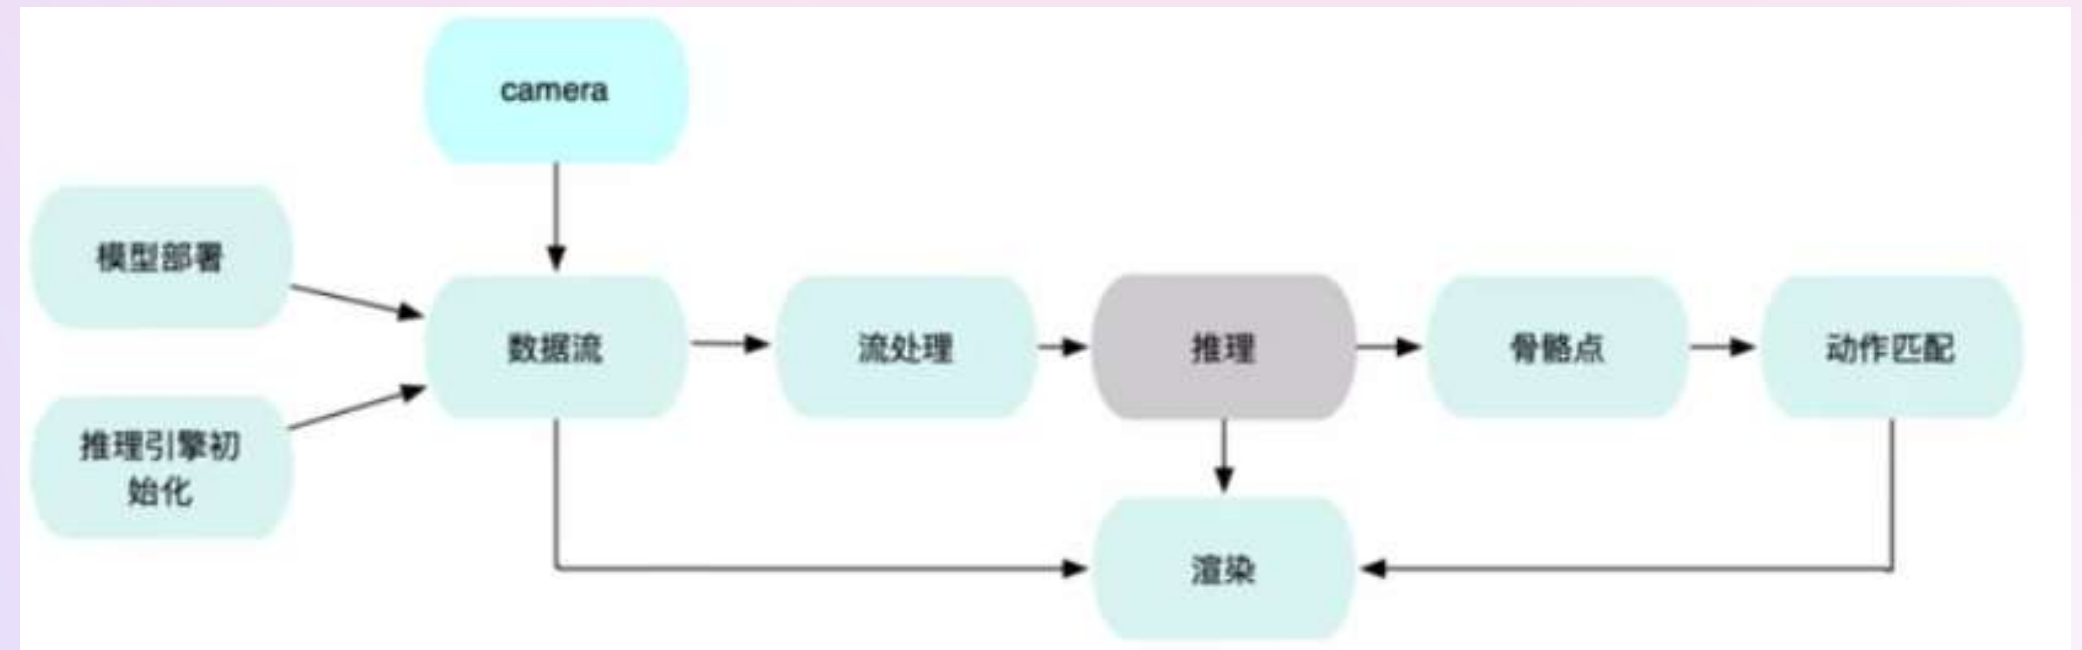 camera
模型部署
数据流
流处理
推理
骨骼点
动作匹配
推理引擎初
始化
渲染